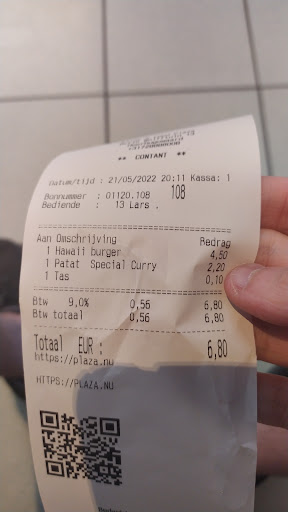 ** CONTANT **
Datum/tijd : 21/05/2022 20:11 Kassa: 1
Bonnummer : 01120.108 108
Bediende : 13 Lars .
Aan Omschrijving Bedrag
1 Hawaii burger 4,50
1 Patat Special Curry 2,20
1 Tas 0,10
Btw 9,0% 0,56 6,80
Btw totaal 0,56 6,80
Totaal EUR : 6,80
https://plaza.nu
HTTPS://PLAZA.NU